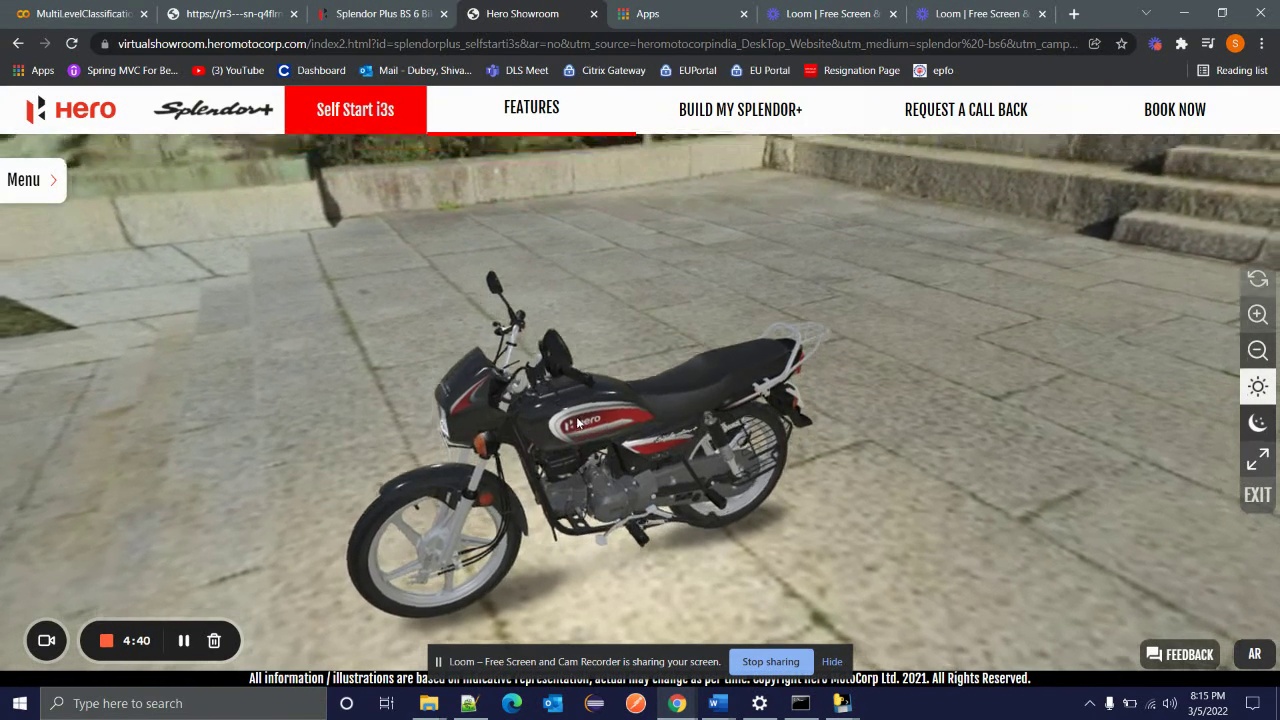 MultiLevelClassificatio
https://rr3---sn-q4flm
Splendor Plus BS 6 Bi
Hero Showroom
Apps
Loom | Free Screen &
Loom | Free Screen &
virtualshowroom.heromotocorp.com/index2.html?id=splendorplus_selfstarti3s&at=no&utm_source=heromotocorpindia_DeskTop_Website&utm_medium=splendor%20-bs6&utm_camp...
S
Apps
Spring MVC For Be...
(3) YouTube
Dashboard
Mail - Dubey, Shiva...
DLS Meet
Citrix Gateway
EUPortal
EU Portal
Resignation Page
epfo
Reading list
Hero
Splendor+
Self Start i3s
FEATURES
BUILD MY SPLENDOR+
REQUEST A CALL BACK
BOOK NOW
Menu
Hero
EXIT
4:40
Loom – Free Screen and Cam Recorder is sharing your screen.
Stop sharing
Hide
FEEDBACK
AR
All information / illustrations are based on indicative representation, actual may change as per time. Copyright Hero MotoCorp Ltd. 2021. All Rights Reserved.
Type here to search
8:15 PM
3/5/2022